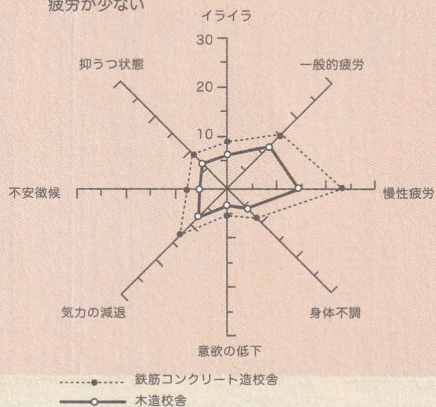 疲労が少ない
イライラ
30
抑うつ状態
一般的疲労
20
10
不安徴候
慢性疲労
気力の減退
身体不調
意欲の低下
鉄筋コンクリート造校舎
木造校舎